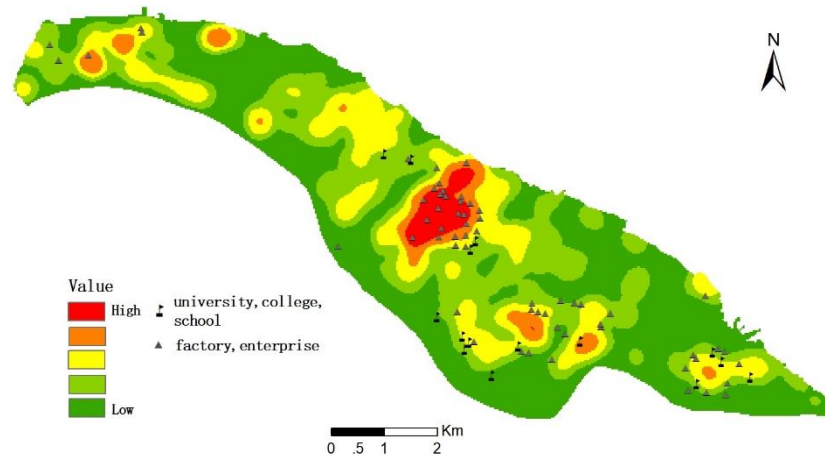 N
Value
High
Low
university,college,
school
factory,enterprise
Km
0 .5 1 2